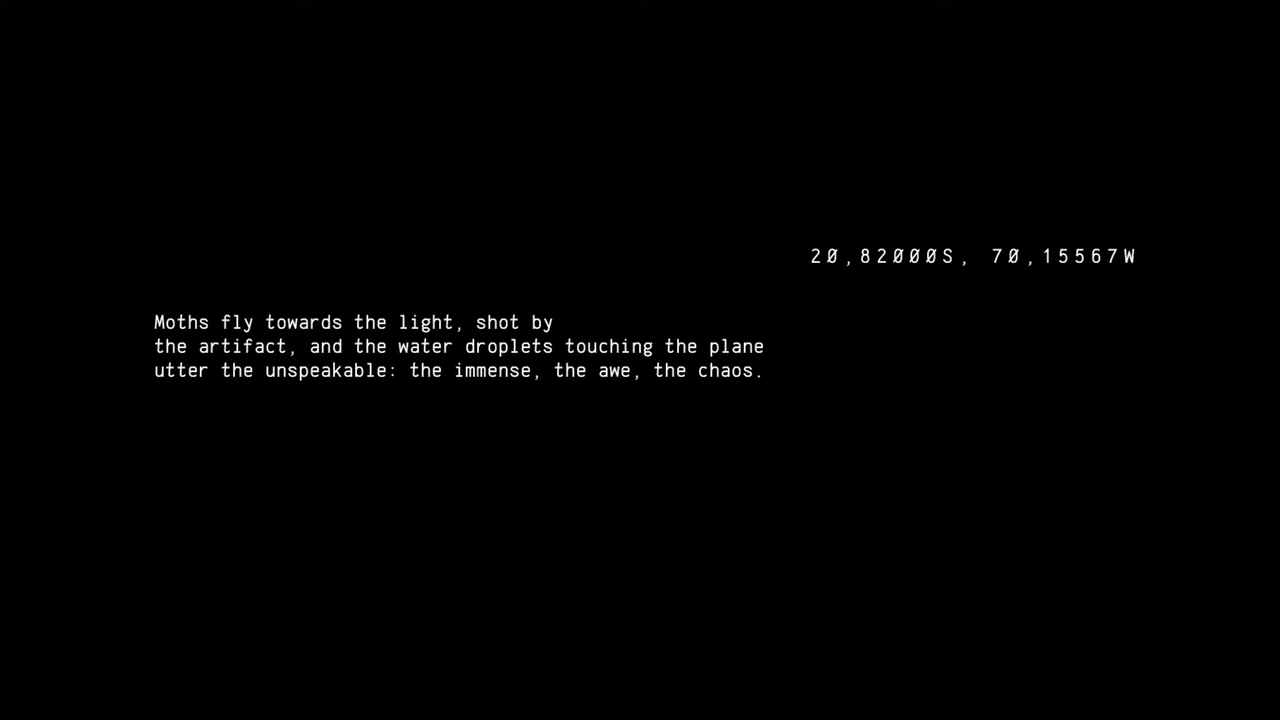 20,82000S, 70,15567W
Moths fly towards the light, shot by
the artifact, and the water droplets touching the plane
utter the unspeakable: the immense, the awe, the chaos.